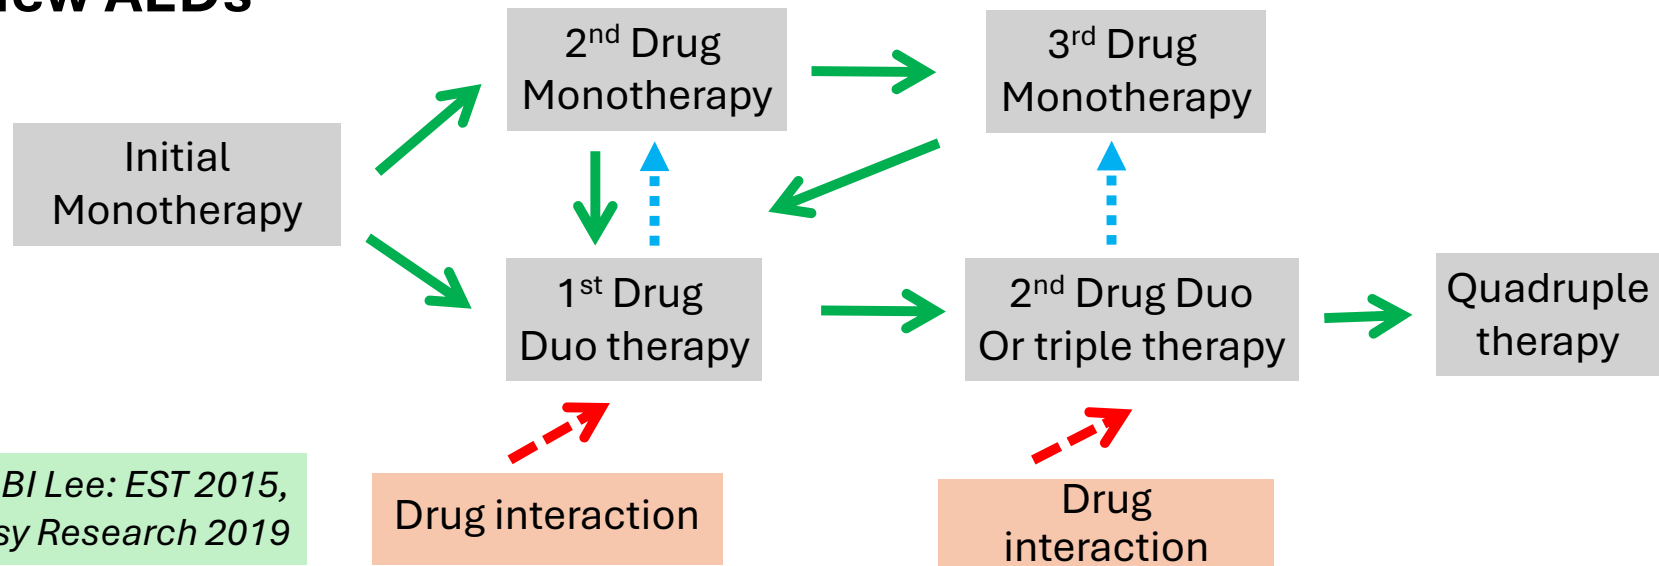 AEDs
2nd Drug
Monotherapy
3rd Drug
Monotherapy
Initial
Monotherapy
1st Drug
Duo therapy
2nd Drug Duo
Or triple therapy
Quadruple
therapy
BI Lee: EST 2015,
Research 2019
Drug interaction
Drug
interaction